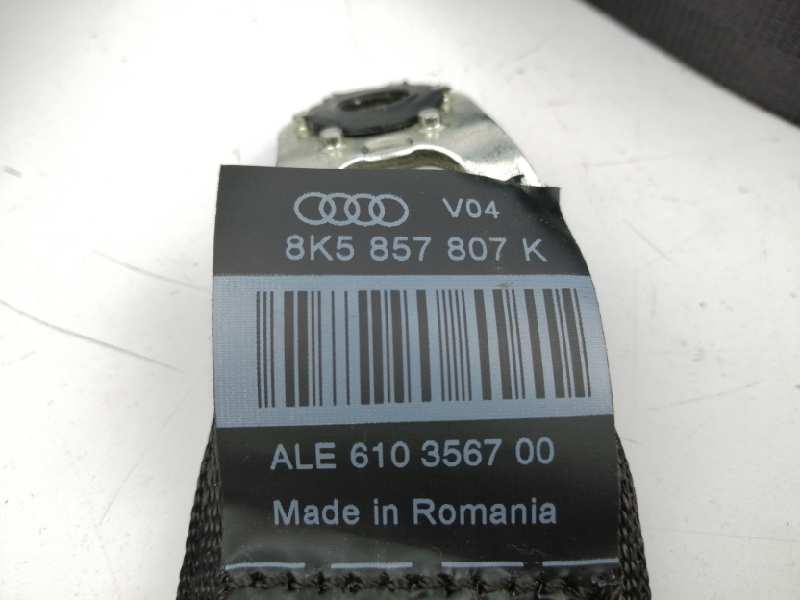 V04
8K5 857 807 K
ALE 610 3567 00
Made in Romania